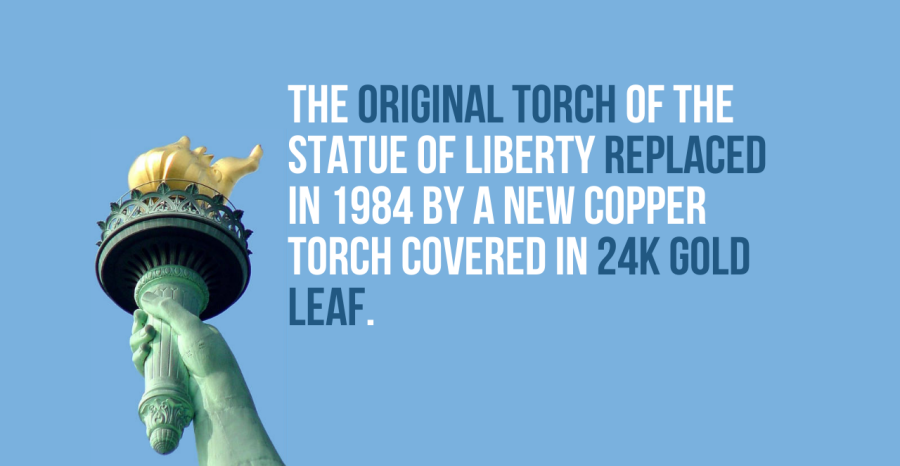 THE ORIGINAL TORCH OF THE
STATUE OF LIBERTY REPLACED
IN 1984 BY A NEW COPPER
TORCH COVERED IN 24K GOLD
LEAF.